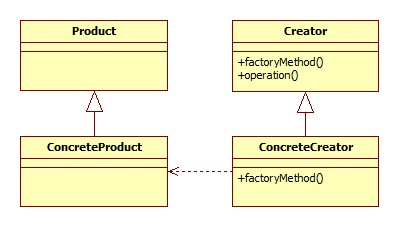 Product
Creator
+factoryMethod()
+operation()
ConcreteProduct
ConcreteCreator
+factoryMethod()